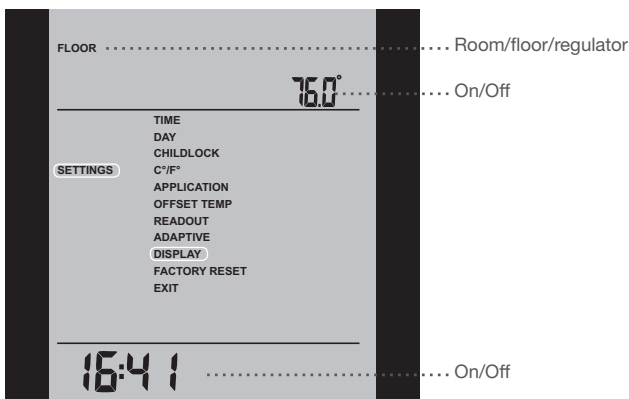 FLOOR Room/floor/regulator
76.0° On/Off
TIME
DAY
CHILDLOCK
SETTINGS C°/F°
APPLICATION
OFFSET TEMP
READOUT
ADAPTIVE
DISPLAY
FACTORY RESET
EXIT
16:41 On/Off